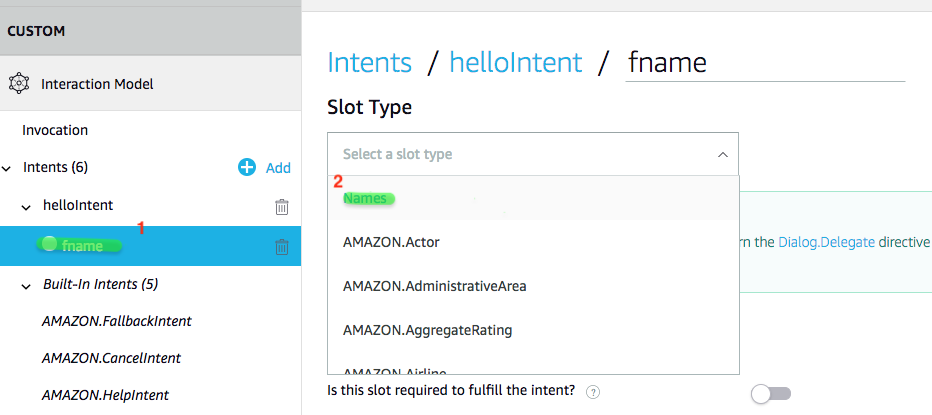 CUSTOM
Interaction Model
Invocation
Intents (6)
Add
helloIntent
1
fname
Built-In Intents (5)
AMAZON.FallbackIntent
AMAZON.CancelIntent
AMAZON.HelpIntent
Intents / helloIntent / fname
Slot Type
Select a slot type
2
Names
AMAZON.Actor
AMAZON.AdministrativeArea
AMAZON.AggregateRating
AMAZON.Airline
the Dialog.Delegate directive
Is this slot required to fulfill the intent? ?